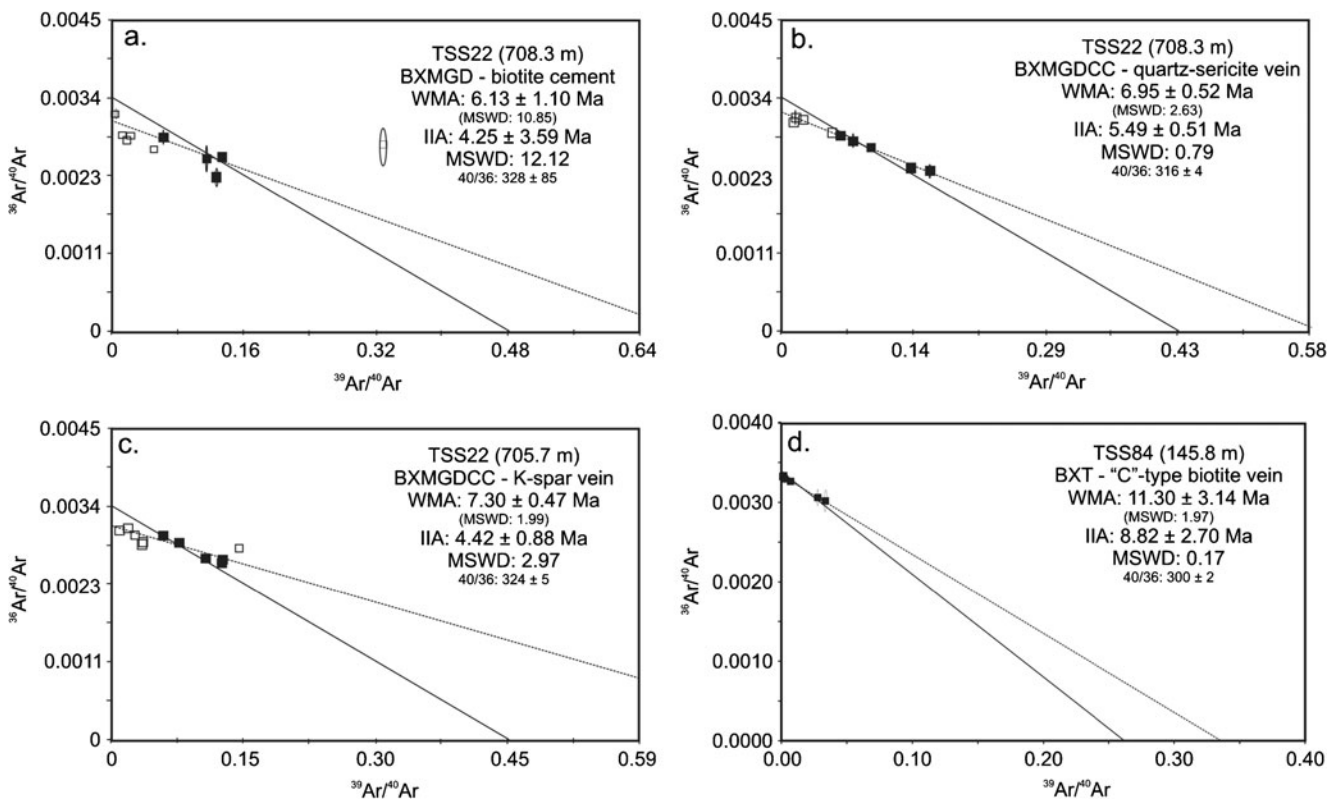 a.
TSS22 (708.3 m)
BXMGD - biotite cement
WMA: 6.13 ± 1.10 Ma
(MSWD: 10.85)
IIA: 4.25 ± 3.59 Ma
MSWD: 12.12
40/36: 328 ± 85
0.0045
0.0034
0.0023
0.0011
0
³⁶Ar/⁴⁰Ar
0
0.16
0.32
0.48
0.64
³⁹Ar/⁴⁰Ar
b.
TSS22 (708.3 m)
BXMGDCC - quartz-sericite vein
WMA: 6.95 ± 0.52 Ma
(MSWD: 2.63)
IIA: 5.49 ± 0.51 Ma
MSWD: 0.79
40/36: 316 ± 4
0.0045
0.0034
0.0023
0.0011
0
³⁶Ar/⁴⁰Ar
0
0.14
0.29
0.43
0.58
³⁹Ar/⁴⁰Ar
c.
TSS22 (705.7 m)
BXMGDCC - K-spar vein
WMA: 7.30 ± 0.47 Ma
(MSWD: 1.99)
IIA: 4.42 ± 0.88 Ma
MSWD: 2.97
40/36: 324 ± 5
0.0045
0.0034
0.0023
0.0011
0
³⁶Ar/⁴⁰Ar
0
0.15
0.30
0.45
0.59
³⁹Ar/⁴⁰Ar
d.
TSS84 (145.8 m)
BXT - “C”-type biotite vein
WMA: 11.30 ± 3.14 Ma
(MSWD: 1.97)
IIA: 8.82 ± 2.70 Ma
MSWD: 0.17
40/36: 300 ± 2
0.0040
0.0030
0.0020
0.0010
0.0000
³⁶Ar/⁴⁰Ar
0.00
0.10
0.20
0.30
0.40
³⁹Ar/⁴⁰Ar